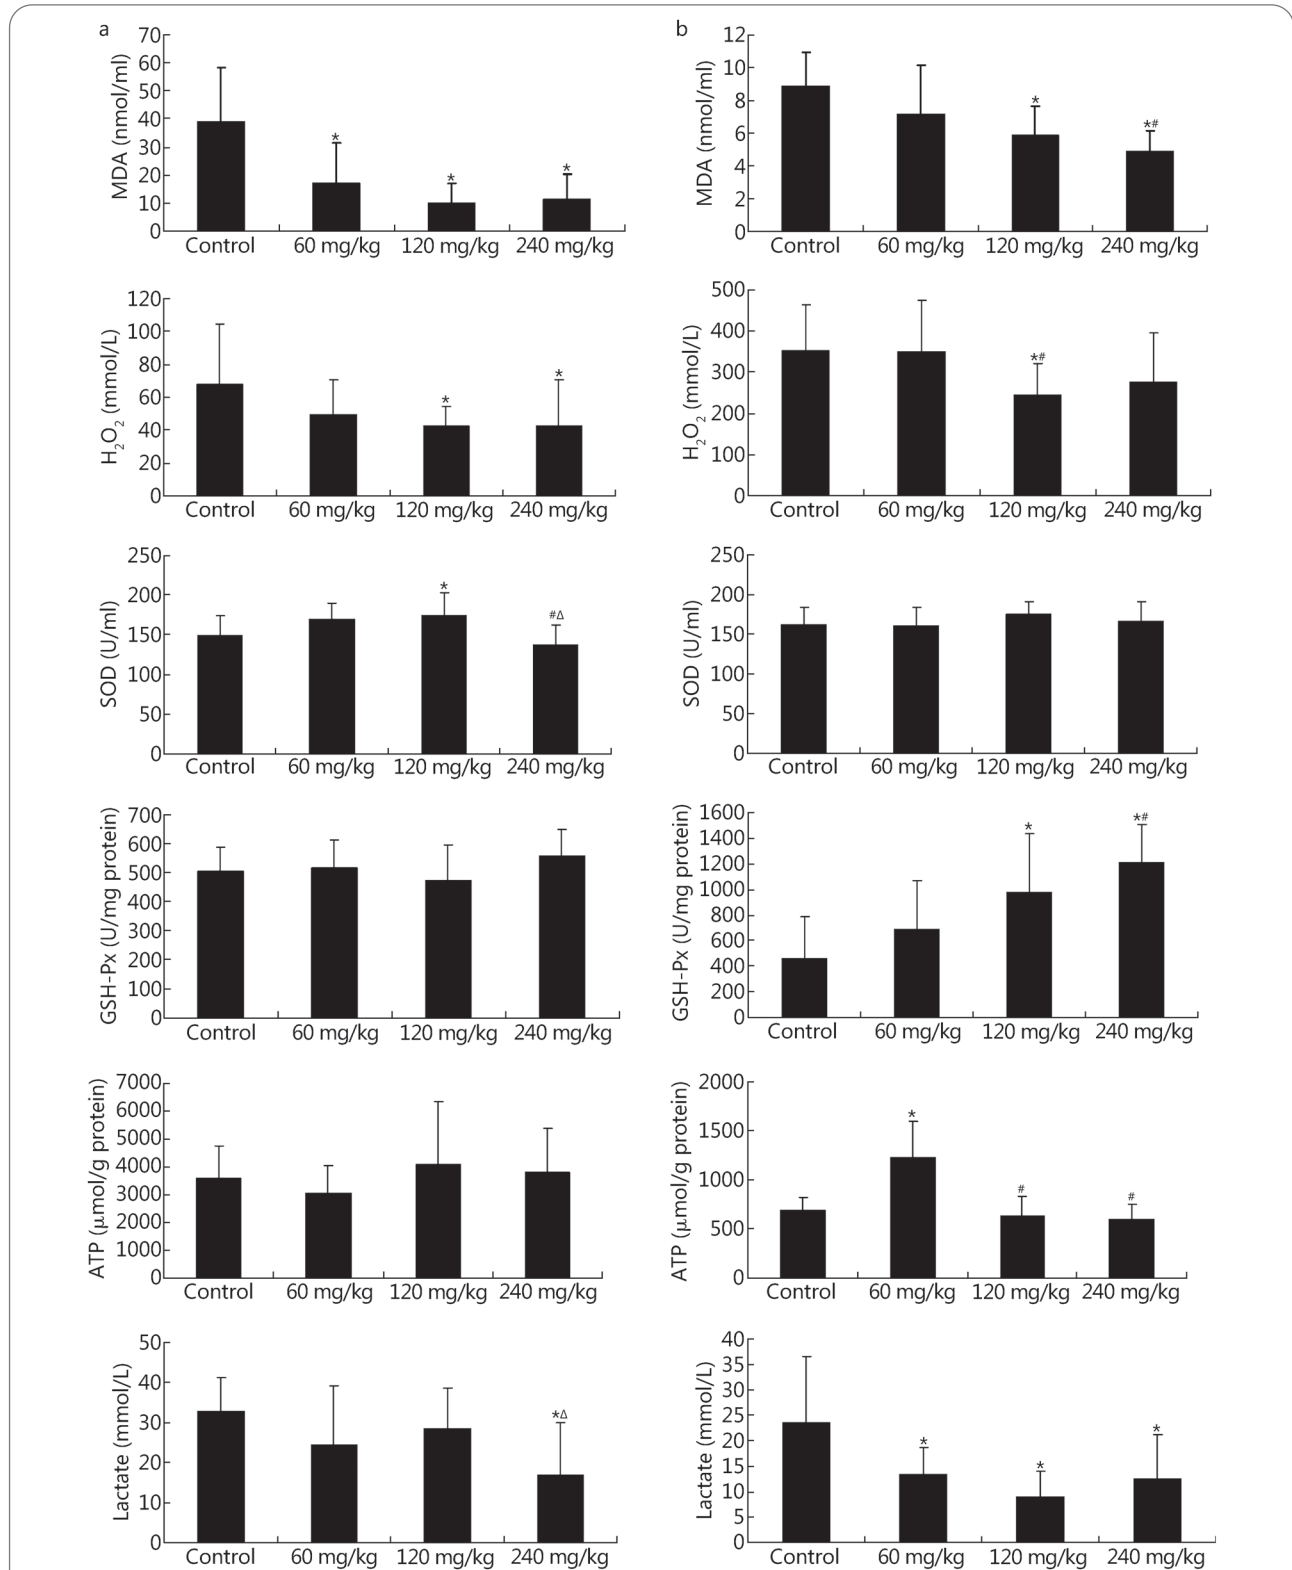 a
MDA (nmol/ml)
70
60
50
40
30
20
10
0
*
*
*
Control
60 mg/kg
120 mg/kg
240 mg/kg
b
MDA (nmol/ml)
12
10
8
6
4
2
0
*
*#
Control
60 mg/kg
120 mg/kg
240 mg/kg
H₂O₂ (mmol/L)
120
100
80
60
40
20
0
*
*
Control
60 mg/kg
120 mg/kg
240 mg/kg
H₂O₂ (mmol/L)
500
400
300
200
100
0
*#
Control
60 mg/kg
120 mg/kg
240 mg/kg
SOD (U/ml)
250
200
150
100
50
0
*
#Δ
Control
60 mg/kg
120 mg/kg
240 mg/kg
SOD (U/ml)
250
200
150
100
50
0
Control
60 mg/kg
120 mg/kg
240 mg/kg
GSH-Px (U/mg protein)
700
600
500
400
300
200
100
0
Control
60 mg/kg
120 mg/kg
240 mg/kg
GSH-Px (U/mg protein)
1600
1400
1200
1000
800
600
400
200
0
*
*#
Control
60 mg/kg
120 mg/kg
240 mg/kg
ATP (μmol/g protein)
7000
6000
5000
4000
3000
2000
1000
0
Control
60 mg/kg
120 mg/kg
240 mg/kg
ATP (μmol/g protein)
2000
1500
1000
500
0
*
#
#
Control
60 mg/kg
120 mg/kg
240 mg/kg
Lactate (mmol/L)
50
40
30
20
10
0
*Δ
Control
60 mg/kg
120 mg/kg
240 mg/kg
Lactate (mmol/L)
40
35
30
25
20
15
10
5
0
*
*
*
Control
60 mg/kg
120 mg/kg
240 mg/kg